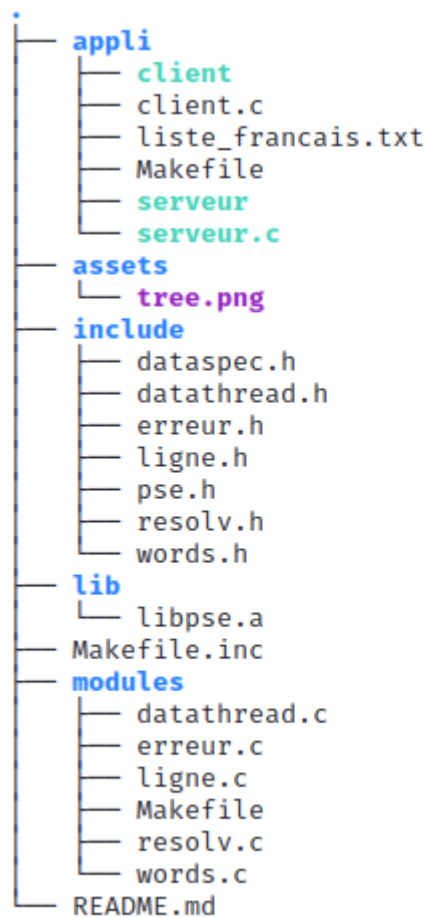 .
├── appli
│   ├── client
│   ├── client.c
│   ├── liste_francais.txt
│   ├── Makefile
│   ├── serveur
│   └── serveur.c
├── assets
│   └── tree.png
├── include
│   ├── dataspec.h
│   ├── datathread.h
│   ├── erreur.h
│   ├── ligne.h
│   ├── pse.h
│   ├── resolv.h
│   └── words.h
├── lib
│   └── libpse.a
├── Makefile.inc
├── modules
│   ├── datathread.c
│   ├── erreur.c
│   ├── ligne.c
│   ├── Makefile
│   ├── resolv.c
│   └── words.c
└── README.md